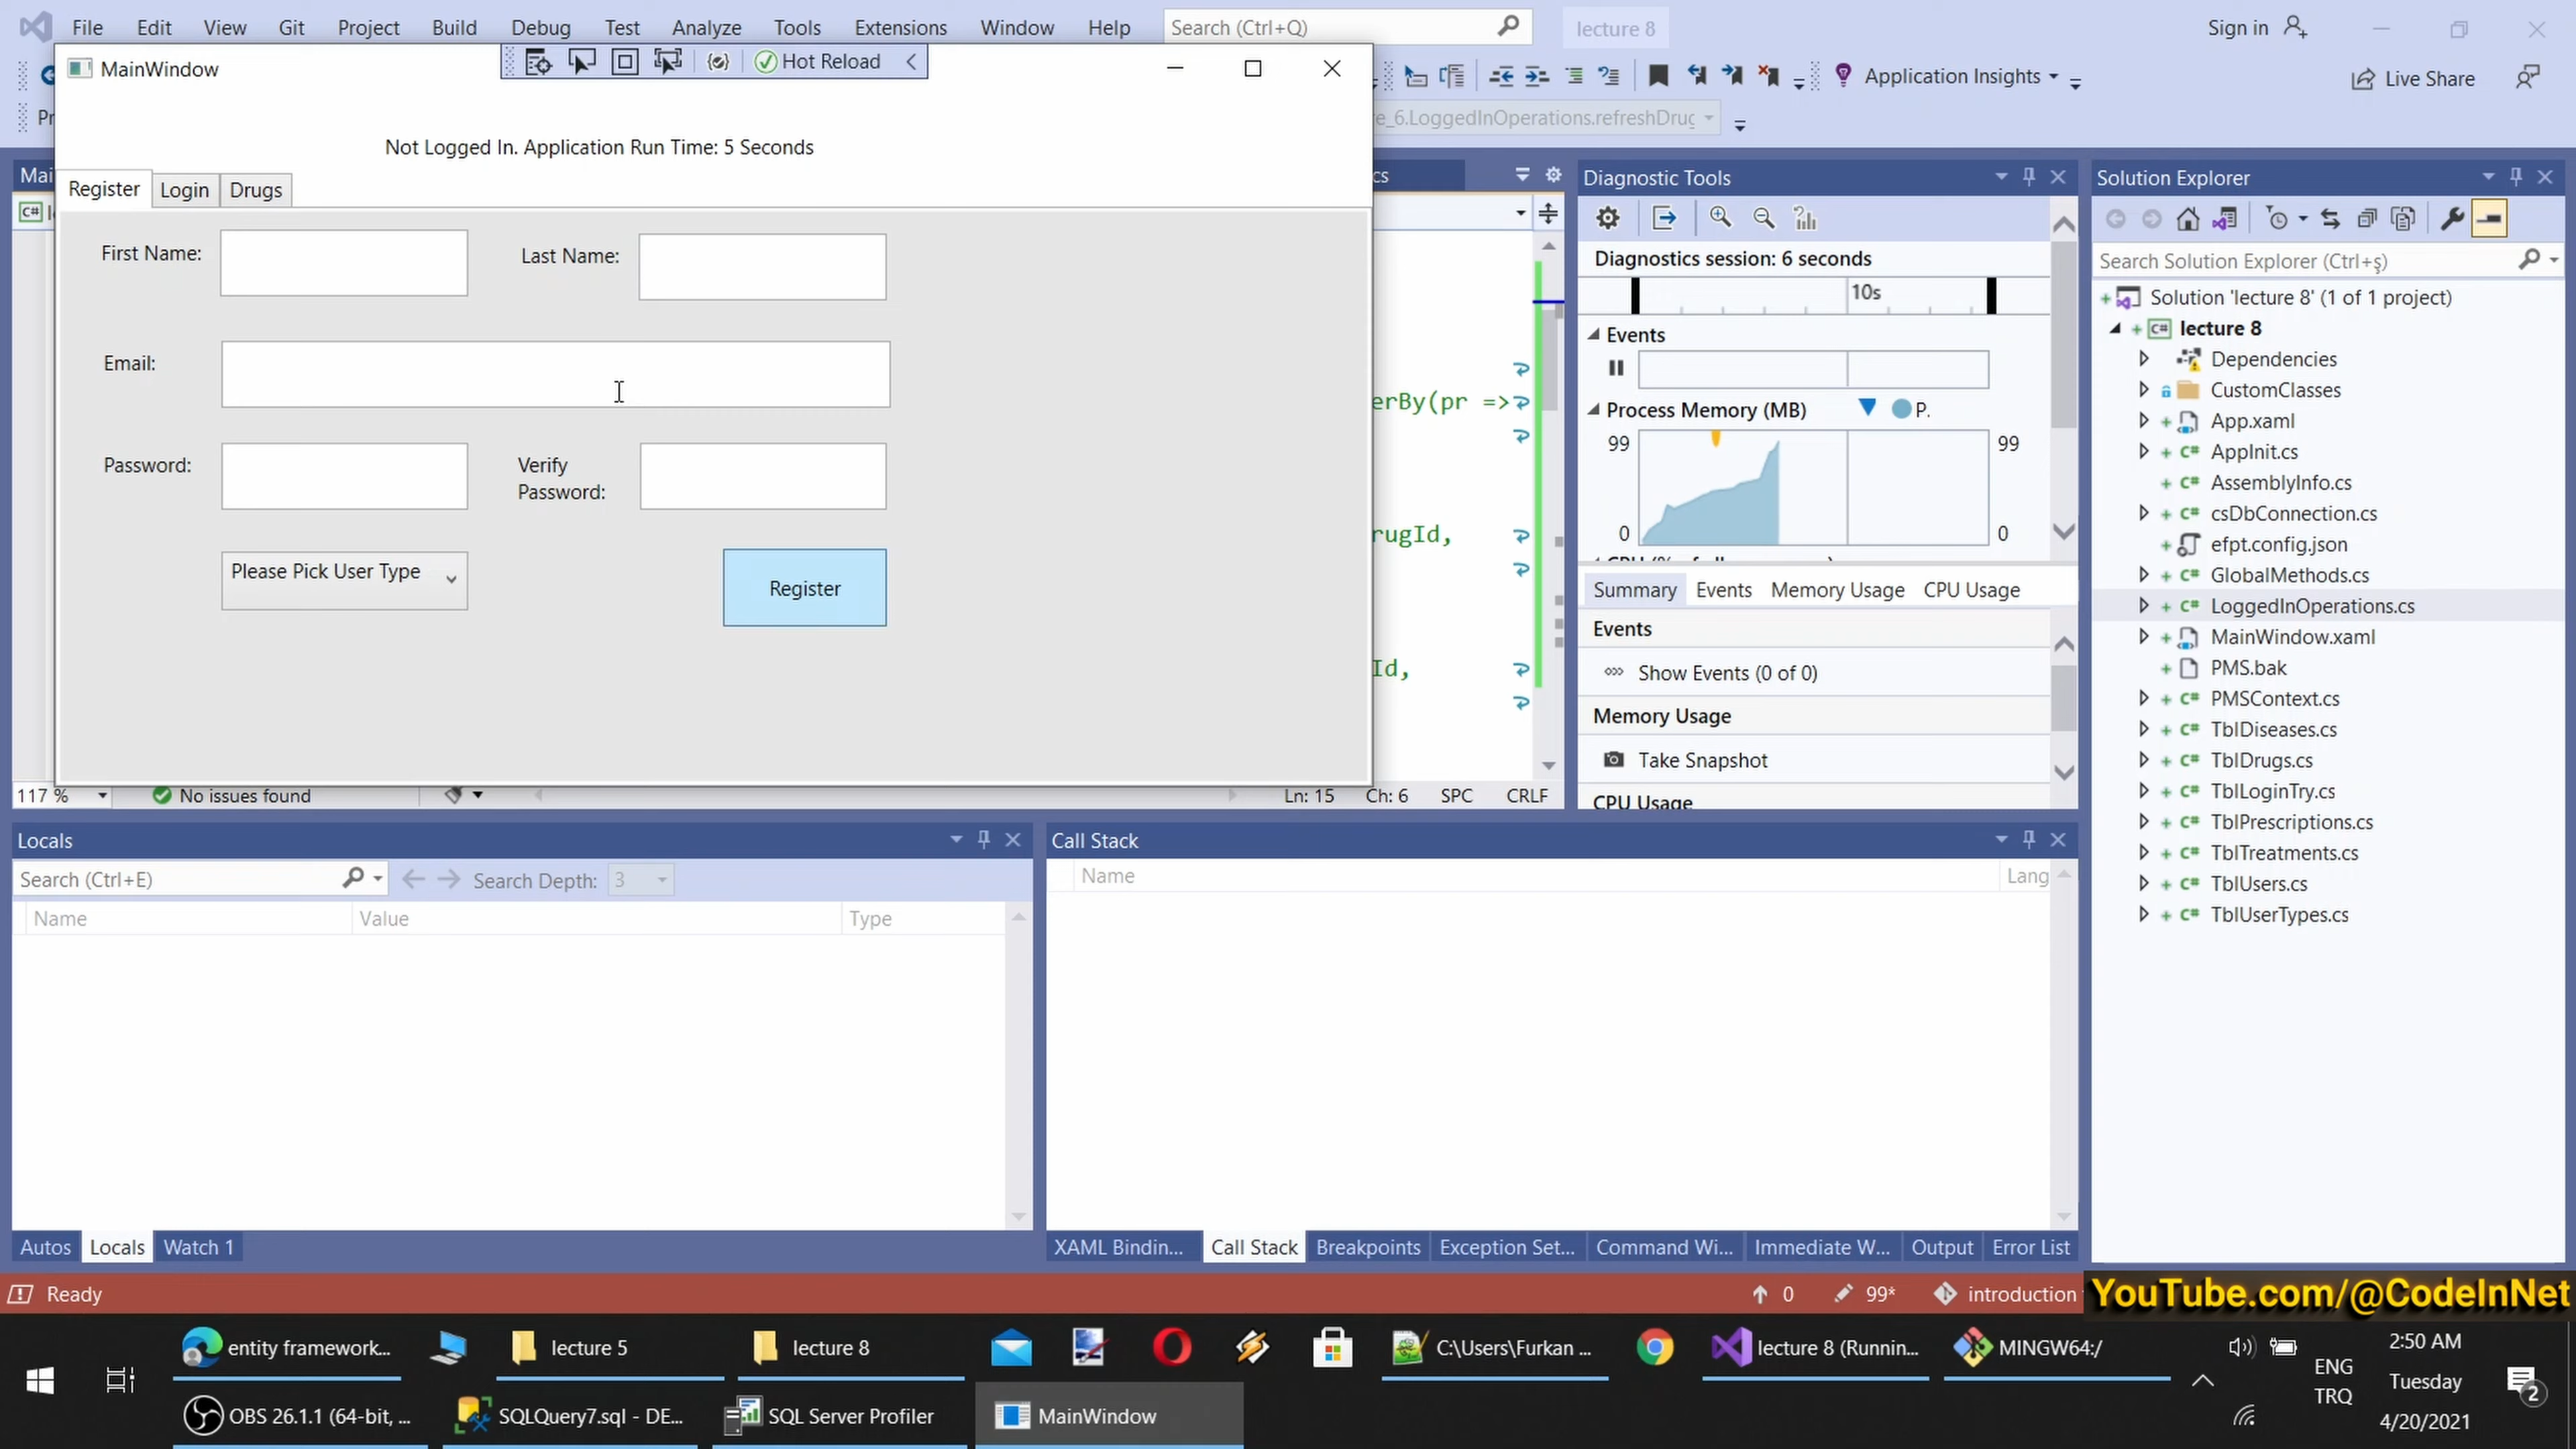 File Edit View Git Project Build Debug Test Analyze Tools Extensions Window Help Search (Ctrl+Q) lecture 8 Sign in
MainWindow Hot Reload
Application Insights Live Share
e_6.LoggedInOperations.refreshDrug
Not Logged In. Application Run Time: 5 Seconds
Register Login Drugs
First Name: Last Name:
Email:
Password: Verify Password:
Please Pick User Type
Register
cs
C#
erBy(pr =>
rugId,
Id,
117 % No issues found Ln: 15 Ch: 6 SPC CRLF
Diagnostic Tools
Diagnostics session: 6 seconds
10s
Events
Process Memory (MB) P.
99 99
0 0
Summary Events Memory Usage CPU Usage
Events
Show Events (0 of 0)
Memory Usage
Take Snapshot
CPU Usage
Solution Explorer
Search Solution Explorer (Ctrl+ş)
Solution 'lecture 8' (1 of 1 project)
lecture 8
Dependencies
CustomClasses
App.xaml
AppInit.cs
AssemblyInfo.cs
csDbConnection.cs
efpt.config.json
GlobalMethods.cs
LoggedInOperations.cs
MainWindow.xaml
PMS.bak
PMSContext.cs
TblDiseases.cs
TblDrugs.cs
TblLoginTry.cs
TblPrescriptions.cs
TblTreatments.cs
TblUsers.cs
TblUserTypes.cs
Locals
Search (Ctrl+E) Search Depth: 3
Name Value Type
Autos Locals Watch 1
Call Stack
Name Lang
XAML Bindin... Call Stack Breakpoints Exception Set... Command Wi... Immediate W... Output Error List
Ready 0 99* introduction
YouTube.com/@CodeInNet
entity framework... lecture 5 lecture 8 C:\Users\Furkan ... lecture 8 (Runnin... MINGW64:/
OBS 26.1.1 (64-bit, ... SQLQuery7.sql - DE... SQL Server Profiler MainWindow
ENG
TRQ
2:50 AM
Tuesday
4/20/2021
2